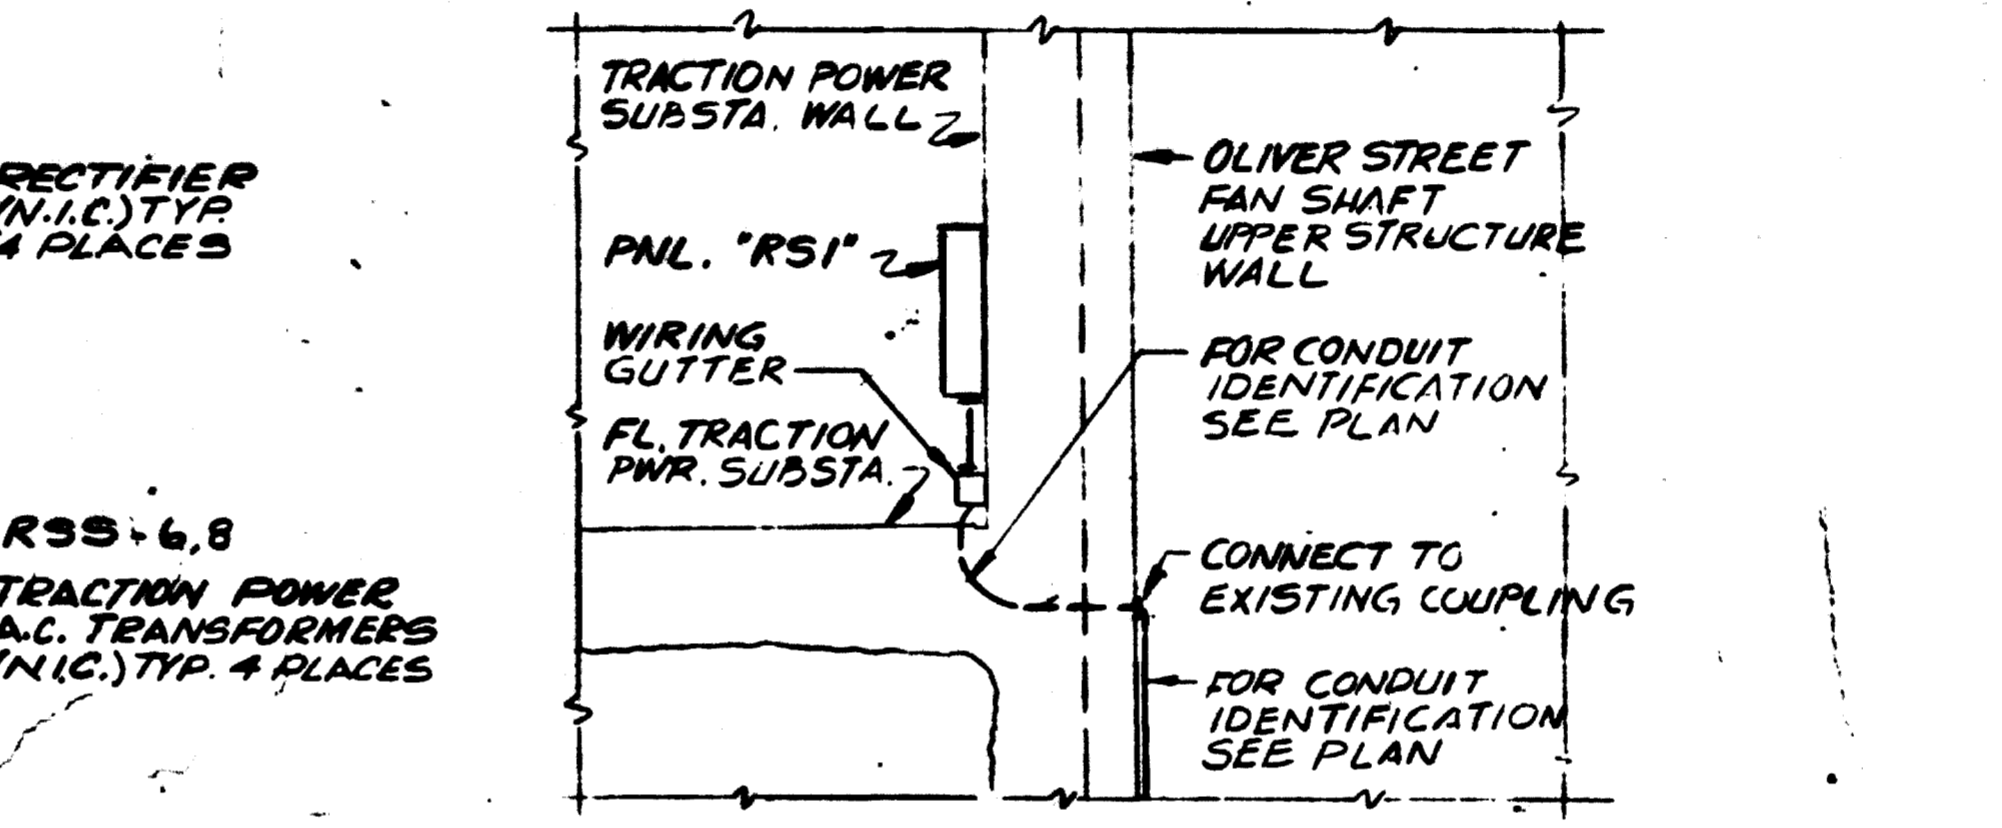 RECTIFIER
(N.I.C.) TYP.
4 PLACES
RSS-6,8
TRACTION POWER
A.C. TRANSFORMERS
(N.I.C.) TYP. 4 PLACES
TRACTION POWER
SUBSTA. WALL
PNL. "RS1"
WIRING
GUTTER
FL. TRACTION
PWR. SUBSTA.
OLIVER STREET
FAN SHAFT
UPPER STRUCTURE
WALL
FOR CONDUIT
IDENTIFICATION
SEE PLAN
CONNECT TO
EXISTING COUPLING
FOR CONDUIT
IDENTIFICATION
SEE PLAN